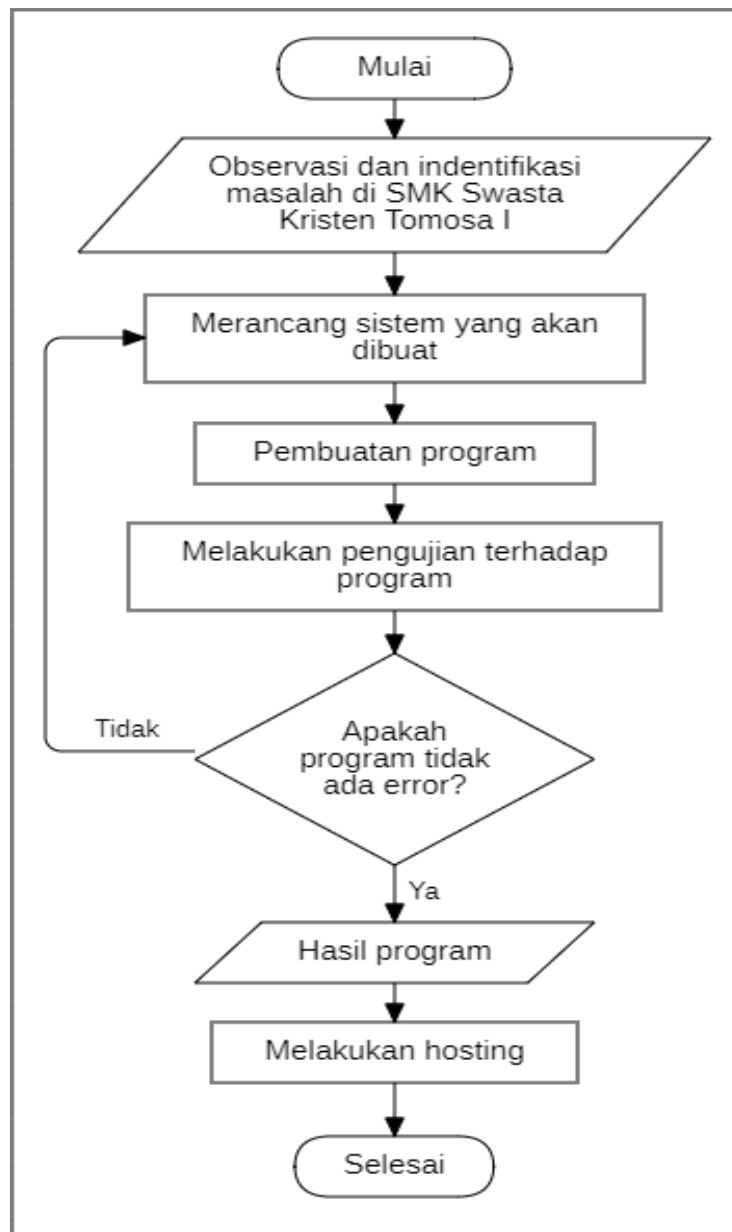 Mulai
Observasi dan indentifikasi
masalah di SMK Swasta
Kristen Tomosa I
Merancang sistem yang akan
dibuat
Pembuatan program
Melakukan pengujian terhadap
program
Tidak
Apakah
program tidak
ada error?
Ya
Hasil program
Melakukan hosting
Selesai